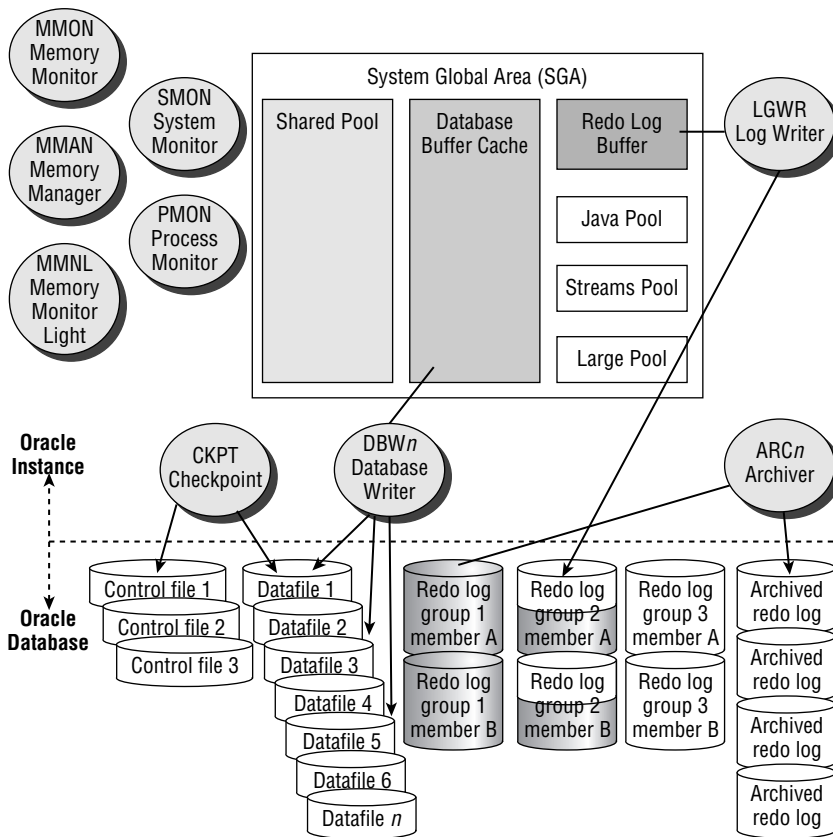 MMON
Memory
Monitor
SMON
System
Monitor
MMAN
Memory
Manager
PMON
Process
Monitor
MMNL
Memory
Monitor
Light
System Global Area (SGA)
Shared Pool
Database
Buffer Cache
Redo Log
Buffer
Java Pool
Streams Pool
Large Pool
LGWR
Log Writer
Oracle
Instance
CKPT
Checkpoint
DBWn
Database
Writer
ARCn
Archiver
Oracle
Database
Control file 1
Control file 2
Control file 3
Datafile 1
Datafile 2
Datafile 3
Datafile 4
Datafile 5
Datafile 6
Datafile n
Redo log
group 1
member A
Redo log
group 1
member B
Redo log
group 2
member A
Redo log
group 2
member B
Redo log
group 3
member A
Redo log
group 3
member B
Archived
redo log
Archived
redo log
Archived
redo log
Archived
redo log